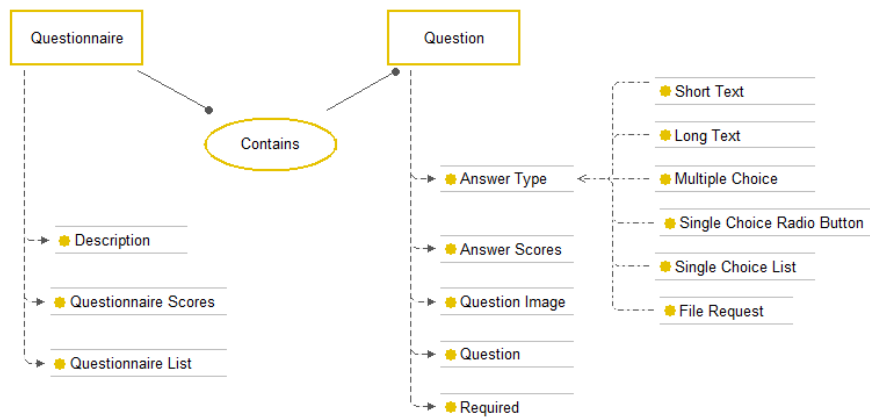 Questionnaire
Question
Contains
Description
Questionnaire Scores
Questionnaire List
Answer Type
Answer Scores
Question Image
Question
Required
Short Text
Long Text
Multiple Choice
Single Choice Radio Button
Single Choice List
File Request